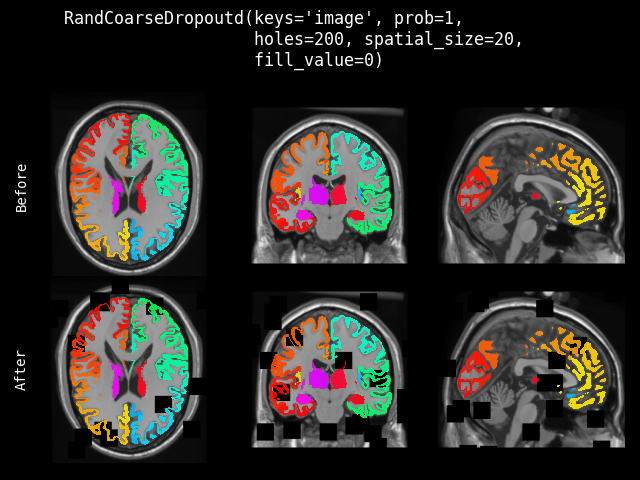 RandCoarseDropoutd(keys='image', prob=1,
holes=200, spatial_size=20,
fill_value=0)
Before
After